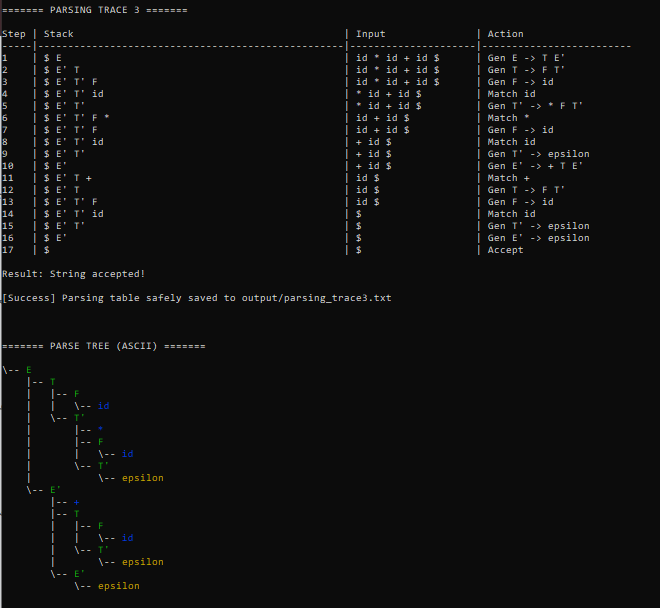 ======= PARSING TRACE 3 =======
Step | Stack                                             | Input              | Action
-----|---------------------------------------------------|--------------------|-------------------------
1    | $ E                                               | id * id + id $     | Gen E -> T E'
2    | $ E' T                                            | id * id + id $     | Gen T -> F T'
3    | $ E' T' F                                         | id * id + id $     | Gen F -> id
4    | $ E' T' id                                        | * id + id $        | Match id
5    | $ E' T'                                           | * id + id $        | Gen T' -> * F T'
6    | $ E' T' F *                                       | id + id $          | Match *
7    | $ E' T' F                                         | id + id $          | Gen F -> id
8    | $ E' T' id                                        | + id $             | Match id
9    | $ E' T'                                           | + id $             | Gen T' -> epsilon
10   | $ E'                                              | + id $             | Gen E' -> + T E'
11   | $ E' T +                                          | id $               | Match +
12   | $ E' T                                            | id $               | Gen T -> F T'
13   | $ E' T' F                                         | id $               | Gen F -> id
14   | $ E' T' id                                        | $                  | Match id
15   | $ E' T'                                           | $                  | Gen T' -> epsilon
16   | $ E'                                              | $                  | Gen E' -> epsilon
17   | $                                                 | $                  | Accept
Result: String accepted!
[Success] Parsing table safely saved to output/parsing_trace3.txt
======= PARSE TREE (ASCII) =======
\-- E
    |-- T
    |   |-- F
    |   |   \-- id
    |   \-- T'
    |       |-- *
    |       |-- F
    |       |   \-- id
    |       \-- T'
    |           \-- epsilon
    \-- E'
        |-- +
        |-- T
        |   |-- F
        |   |   \-- id
        |   \-- T'
        |       \-- epsilon
        \-- E'
            \-- epsilon